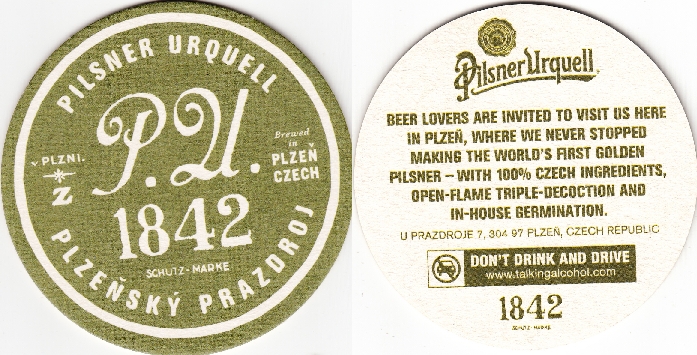 PILSNER URQUELL
P.U.
v PLZNI.
Brewed
in
PLZEŇ
CZECH
Z
1842
SCHUTZ-MARKE
PLZEŇSKÝ PRAZDROJ
Pilsner Urquell
BEER LOVERS ARE INVITED TO VISIT US HERE
IN PLZEŇ, WHERE WE NEVER STOPPED
MAKING THE WORLD'S FIRST GOLDEN
PILSNER – WITH 100% CZECH INGREDIENTS,
OPEN-FLAME TRIPLE-DECOCTION AND
IN-HOUSE GERMINATION.
U PRAZDROJE 7, 304 97 PLZEŇ, CZECH REPUBLIC
DON'T DRINK AND DRIVE
www.talkingalcohol.com
1842
SCHUTZ-MARKE